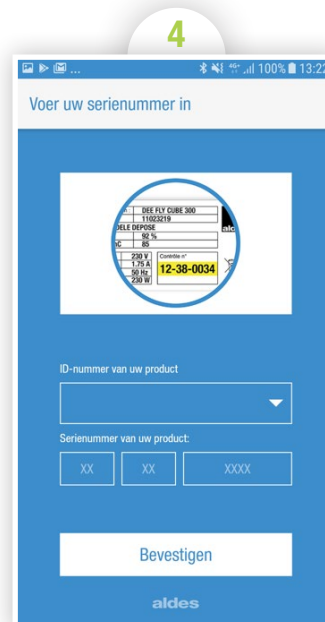 4
... 4G+ 100% 13:22
Voer uw serienummer in
DEE FLY CUBE 300
11023219
DELE DEPOSE
92 %
85
230 V
1.75 A
50 Hz
230 W
Contrôle n°
12-38-0034
ID-nummer van uw product
Serienummer van uw product:
XX XX XXXX
Bevestigen
aldes